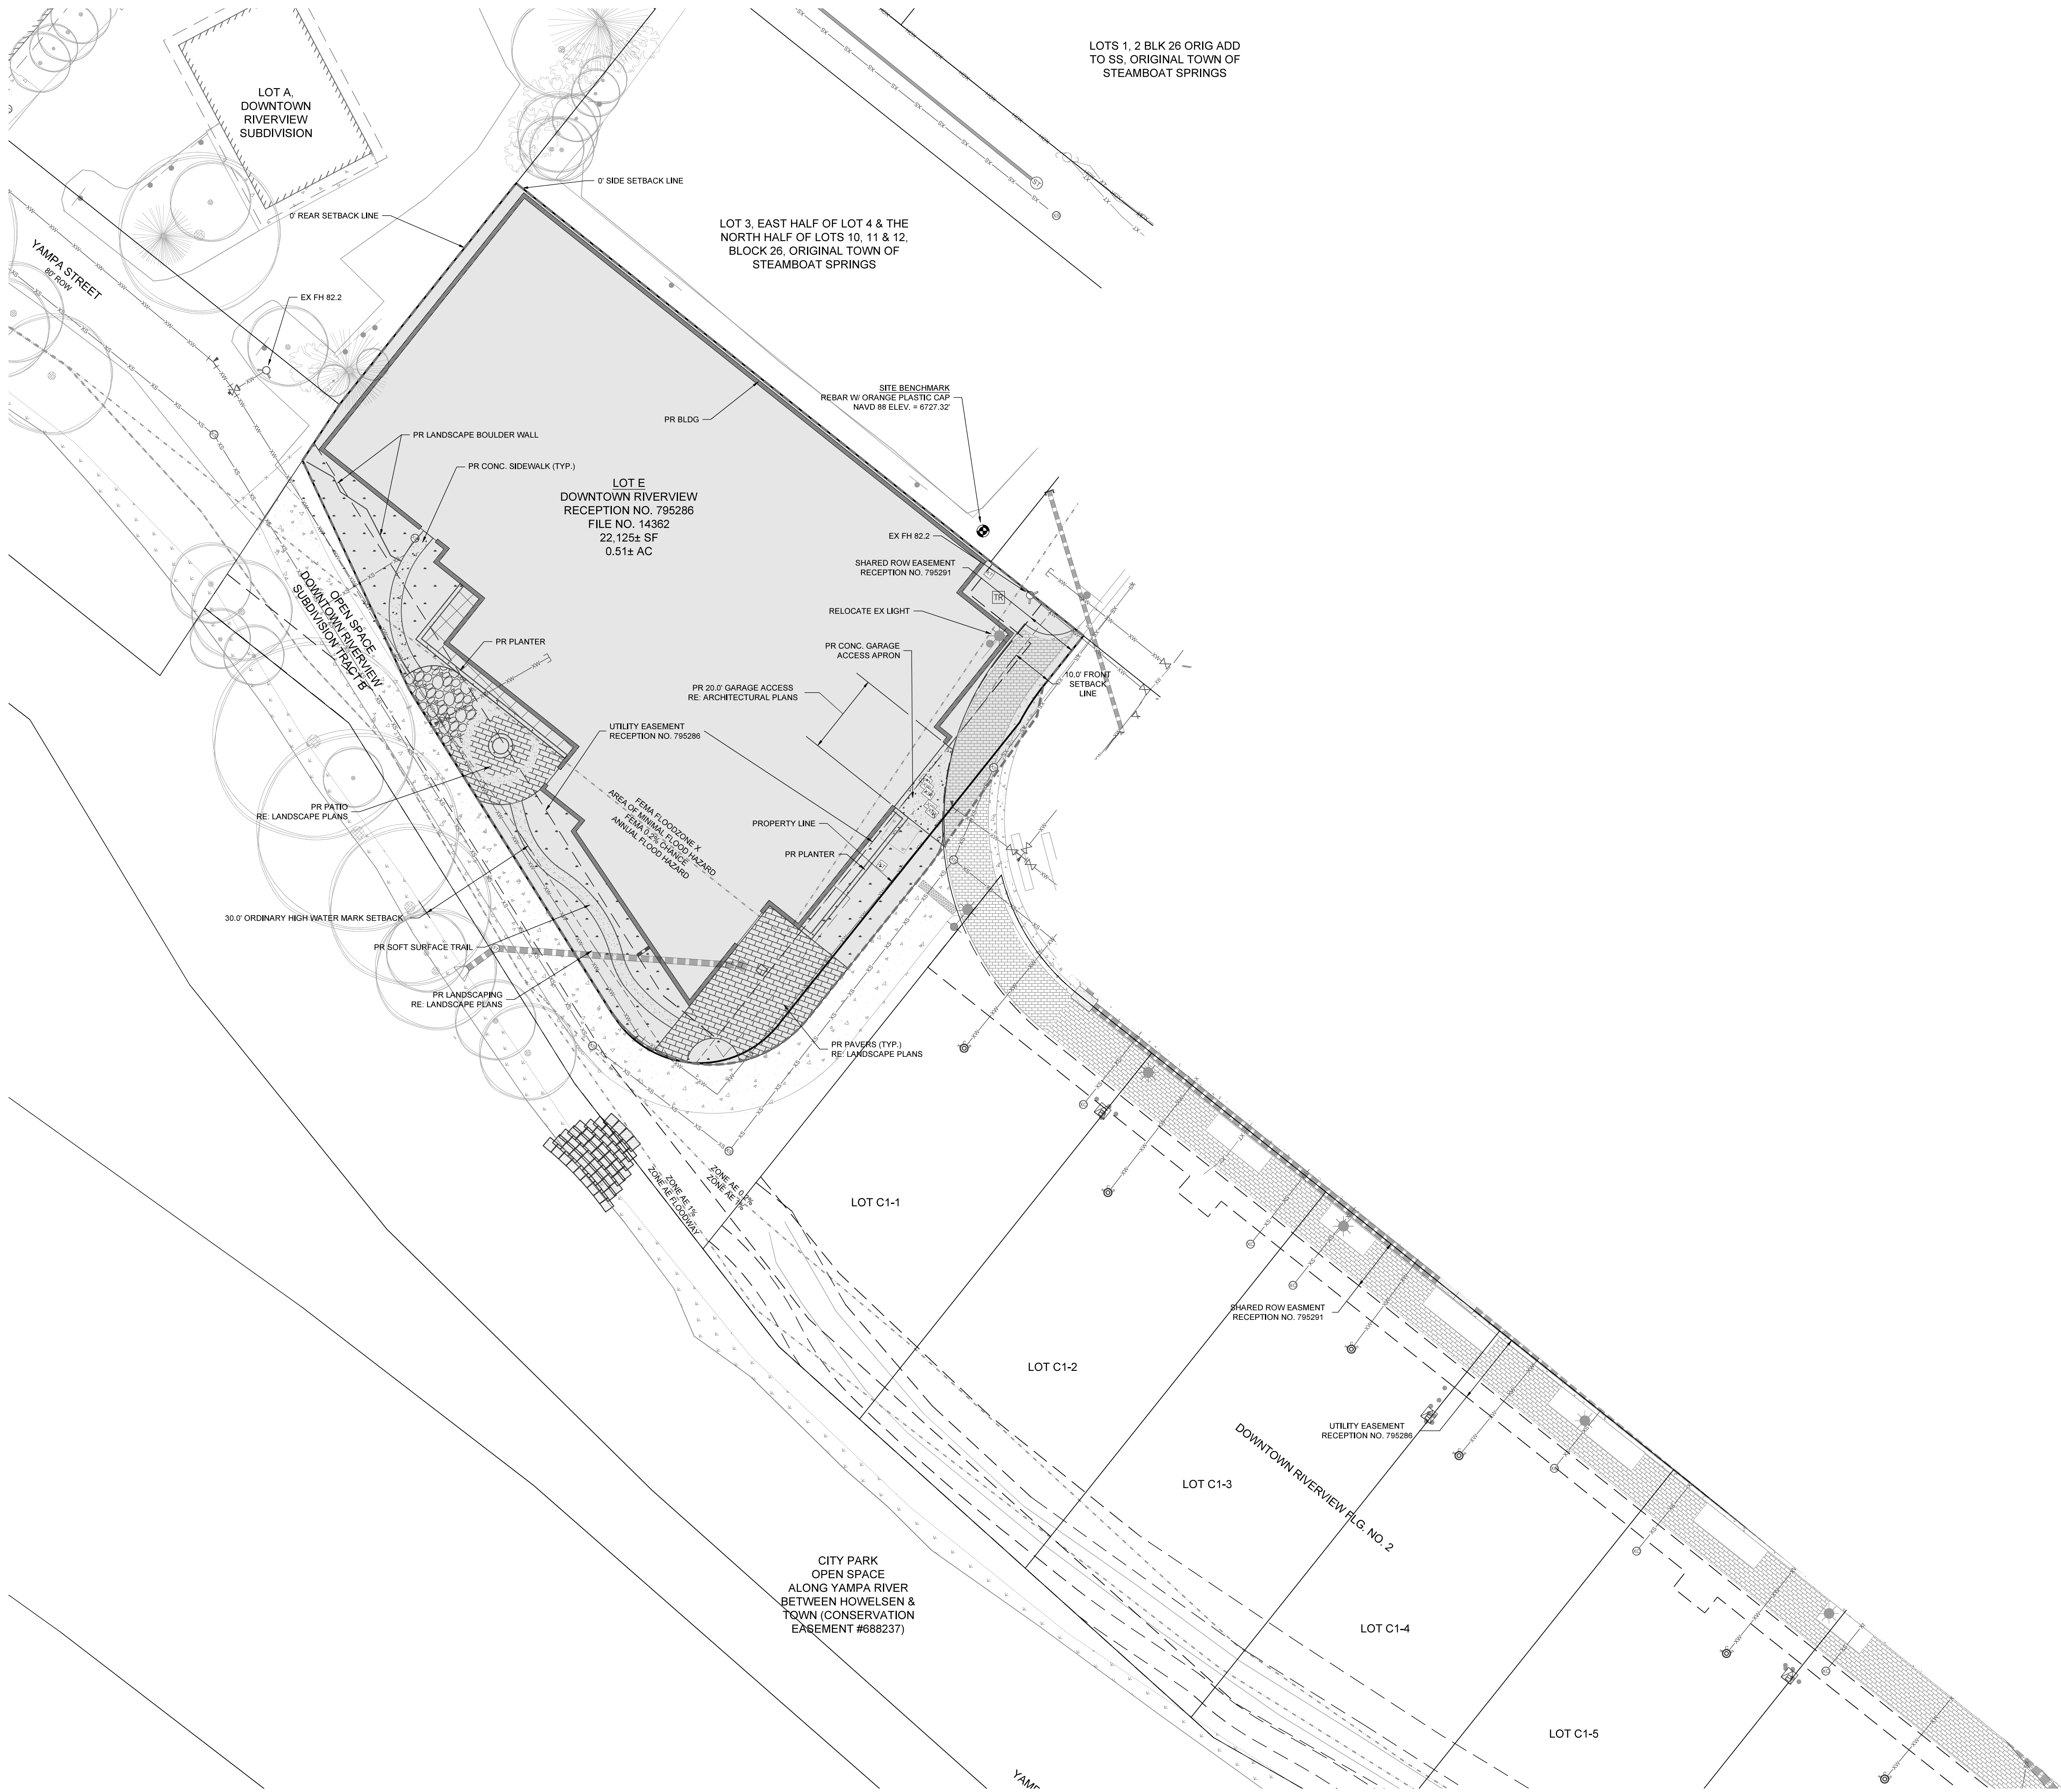 LOTS 1, 2 BLK 26 ORIG ADD
TO SS, ORIGINAL TOWN OF
STEAMBOAT SPRINGS
LOT A,
DOWNTOWN
RIVERVIEW
SUBDIVISION
0' SIDE SETBACK LINE
0' REAR SETBACK LINE
LOT 3, EAST HALF OF LOT 4 & THE
NORTH HALF OF LOTS 10, 11 & 12,
BLOCK 26, ORIGINAL TOWN OF
STEAMBOAT SPRINGS
YAMPA STREET
80' ROW
EX FH 82.2
SITE BENCHMARK
REBAR W/ ORANGE PLASTIC CAP
NAVD 88 ELEV. = 6727.32'
PR BLDG
PR LANDSCAPE BOULDER WALL
PR CONC. SIDEWALK (TYP.)
LOT E
DOWNTOWN RIVERVIEW
RECEPTION NO. 795286
FILE NO. 14362
22,125± SF
0.51± AC
EX FH 82.2
SHARED ROW EASEMENT
RECEPTION NO. 795291
TR
RELOCATE EX LIGHT
PR CONC. GARAGE
ACCESS APRON
10.0' FRONT
SETBACK
LINE
OPEN SPACE
DOWNTOWN RIVERVIEW
SUBDIVISION TRACT B
PR PLANTER
PR 20.0' GARAGE ACCESS
RE: ARCHITECTURAL PLANS
UTILITY EASEMENT
RECEPTION NO. 795286
PR PATIO
RE: LANDSCAPE PLANS
FEMA FLOODZONE X
AREA OF MINIMAL FLOOD HAZARD
FEMA 0.2% CHANCE
ANNUAL FLOOD HAZARD
PROPERTY LINE
PR PLANTER
30.0' ORDINARY HIGH WATER MARK SETBACK
PR SOFT SURFACE TRAIL
PR LANDSCAPING
RE: LANDSCAPE PLANS
PR PAVERS (TYP.)
RE: LANDSCAPE PLANS
ZONE AE 0.2%
ZONE AE 1%
ZONE AE 1%
ZONE AE FLOODWAY
LOT C1-1
LOT C1-2
SHARED ROW EASMENT
RECEPTION NO. 795291
UTILITY EASEMENT
RECEPTION NO. 795286
LOT C1-3
DOWNTOWN RIVERVIEW FLG. NO. 2
CITY PARK
OPEN SPACE
ALONG YAMPA RIVER
BETWEEN HOWELSEN &
TOWN (CONSERVATION
EASEMENT #688237)
LOT C1-4
LOT C1-5